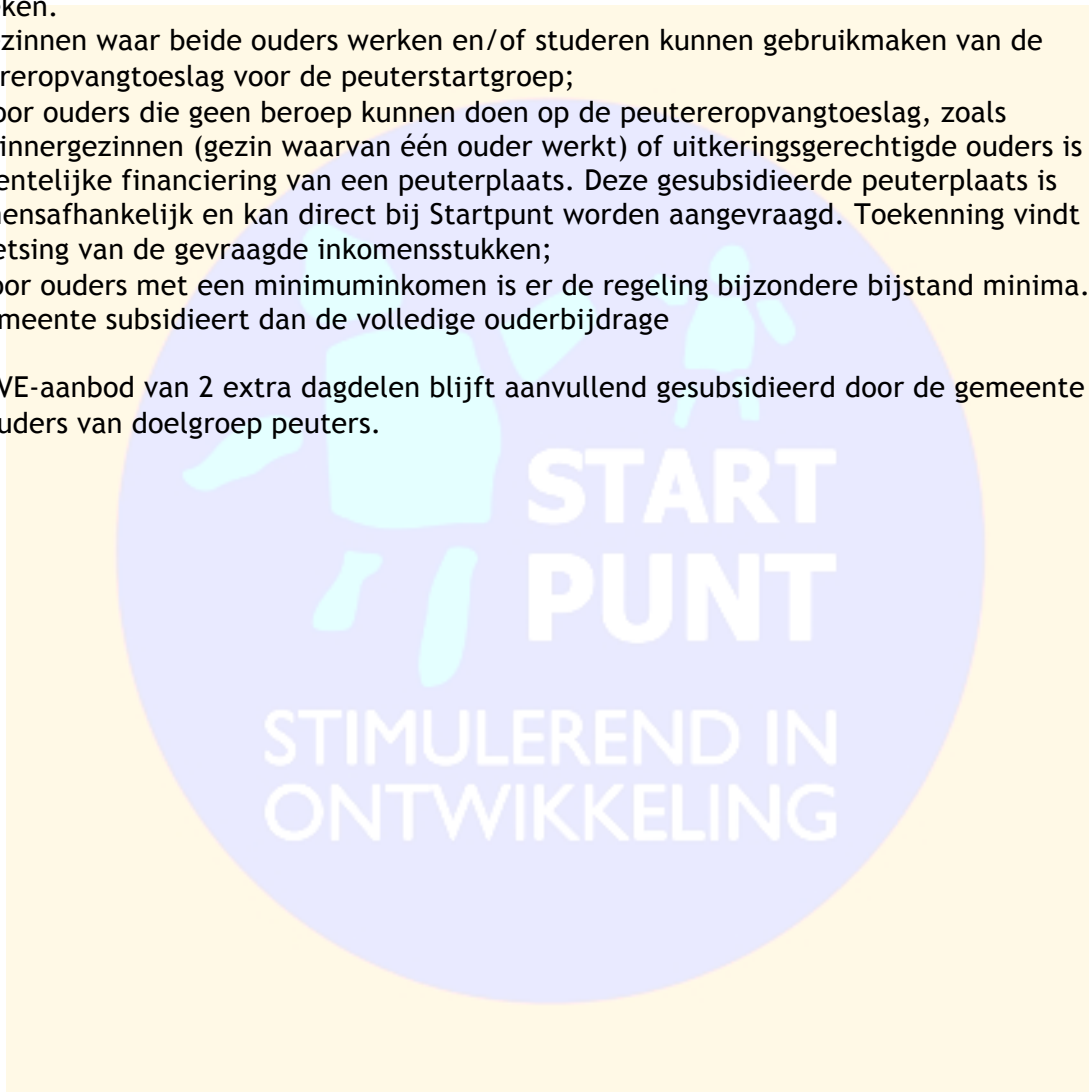 zinnen waar beide ouders werken en/of studeren kunnen gebruikmaken van de
reropvangtoeslag voor de peuterstartgroep;
oor ouders die geen beroep kunnen doen op de peutereropvangtoeslag, zoals
innergezinnen (gezin waarvan één ouder werkt) of uitkeringsgerechtigde ouders is
entelijke financiering van een peuterplaats. Deze gesubsidieerde peuterplaats is
ensafhankelijk en kan direct bij Startpunt worden aangevraagd. Toekenning vindt
etsing van de gevraagde inkomensstukken;
oor ouders met een minimuminkomen is er de regeling bijzondere bijstand minima.
meente subsidieert dan de volledige ouderbijdrage
VE-aanbod van 2 extra dagdelen blijft aanvullend gesubsidieerd door de gemeente
uders van doelgroep peuters.
START
PUNT
STIMULEREND IN
ONTWIKKELING